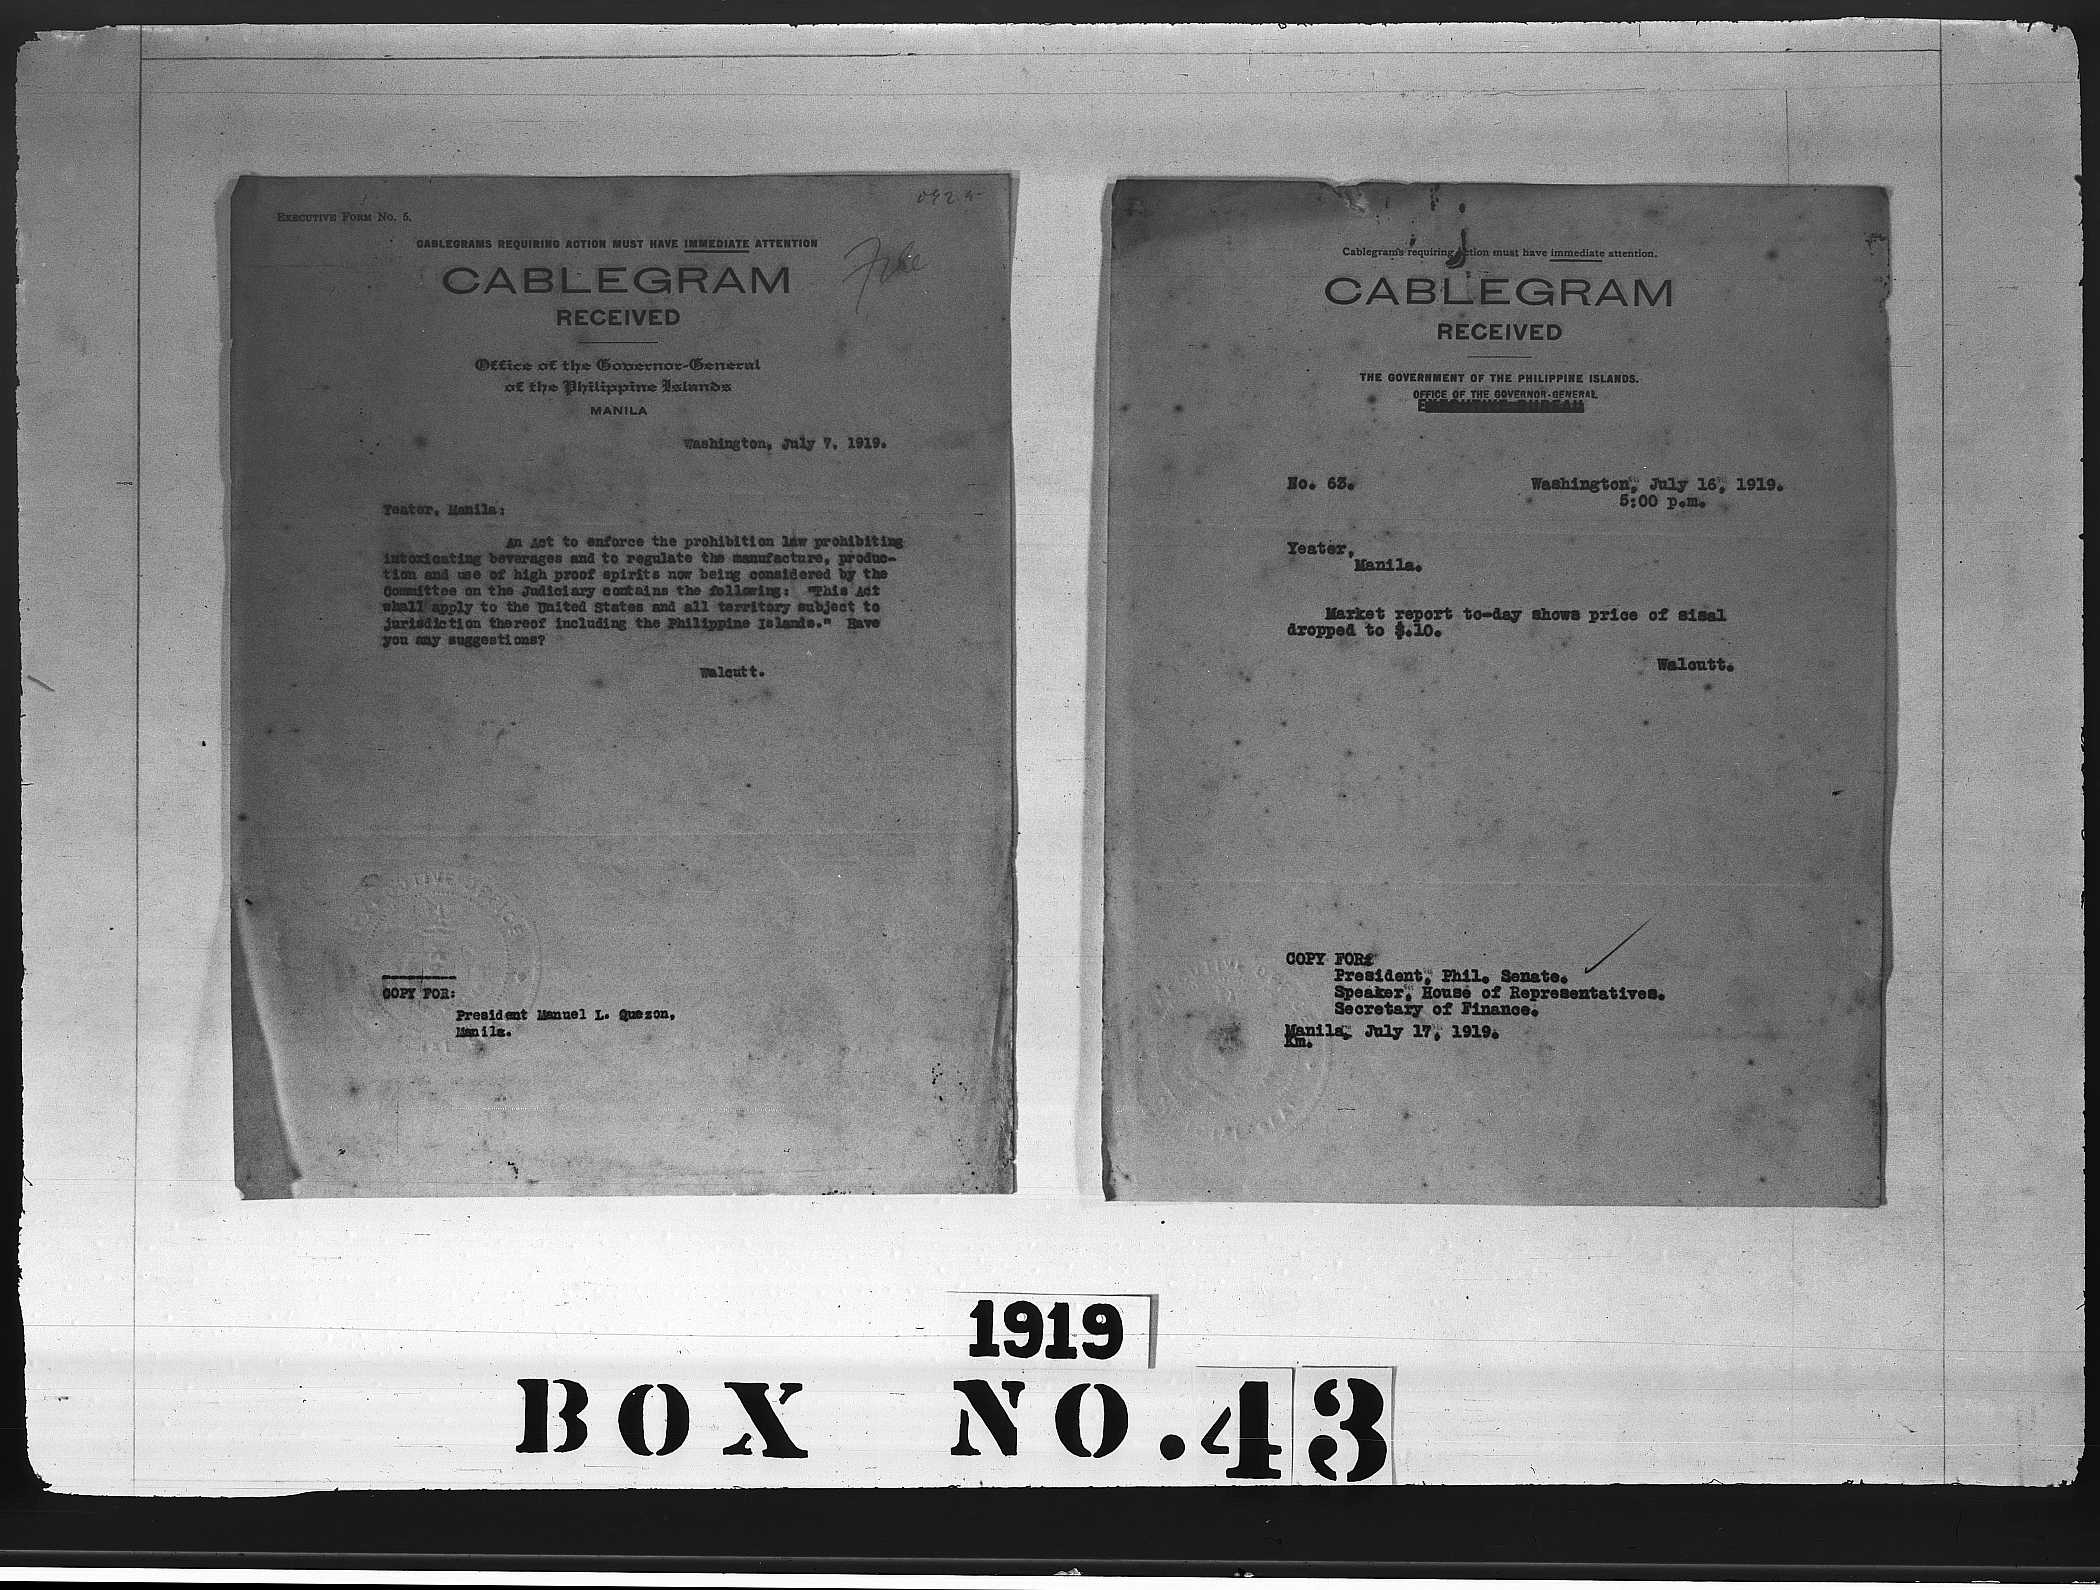 EXECUTIVE FORM NO. 5.
CABLEGRAMS REQUIRING ACTION MUST HAVE IMMEDIATE ATTENTION
File
CABLEGRAM
RECEIVED
Office of the Governor-General
of the Philippine Islands
MANILA
Washington, July 7, 1919.
Yeater, Manila:
An Act to enforce the prohibition law prohibiting
intoxicating beverages and to regulate the manufacture, produc-
tion and use of high proof spirits now being considered by the
Committee on the Judiciary contains the following: "This Act
shall apply to the United States and all territory subject to
jurisdiction thereof including the Philippine Islands." Have
you any suggestions?
Walcutt.
COPY FOR:
President Manuel L. Quezon,
Manila.
Cablegrams requiring action must have immediate attention.
CABLEGRAM
RECEIVED
THE GOVERNMENT OF THE PHILIPPINE ISLANDS.
OFFICE OF THE GOVERNOR-GENERAL
No. 63.
Washington, July 16, 1919.
5:00 p.m.
Yeater,
Manila.
Market report to-day shows price of sisal
dropped to $.10.
Walcutt.
COPY FOR:
President, Phil. Senate.
Speaker, House of Representatives.
Secretary of Finance.
Manila, July 17, 1919.
Km.
1919
BOX NO. 43